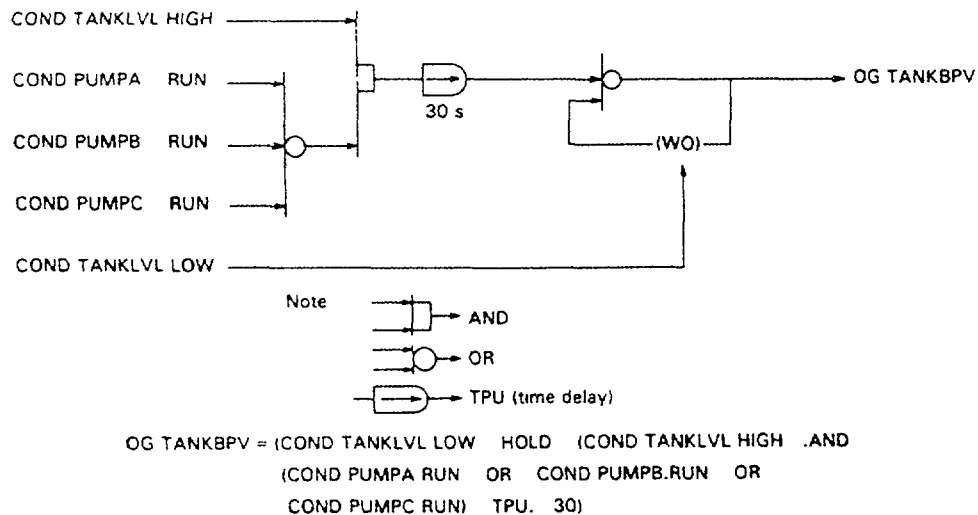 COND TANKLVL HIGH
COND PUMPA RUN
COND PUMPB RUN
COND PUMPC RUN
COND TANKLVL LOW
30 s
(WO)
OG TANKBPV
Note
AND
OR
TPU (time delay)
OG TANKBPV = (COND TANKLVL LOW HOLD (COND TANKLVL HIGH .AND
(COND PUMPA RUN OR COND PUMPB.RUN OR
COND PUMPC RUN) TPU. 30)